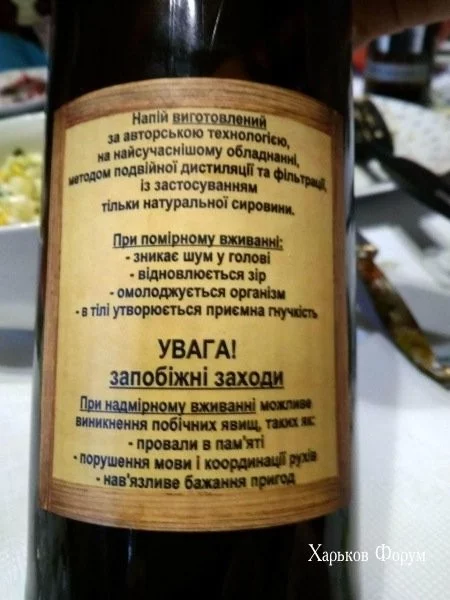 Напій виготовлений
за авторською технологією,
на найсучаснішому обладнанні,
методом подвійної дистиляції та фільтрації,
із застосуванням
тільки натуральної сировини.
При помірному вживанні:
- зникає шум у голові
- відновлюється зір
- омолоджується організм
- в тілі утворюється приємна гнучкість
УВАГА!
запобіжні заходи
При надмірному вживанні можливе
виникнення побічних явищ, таких як:
- провали в пам'яті
- порушення мови і координації рухів
- нав'язливе бажання пригод
Харьков Форум